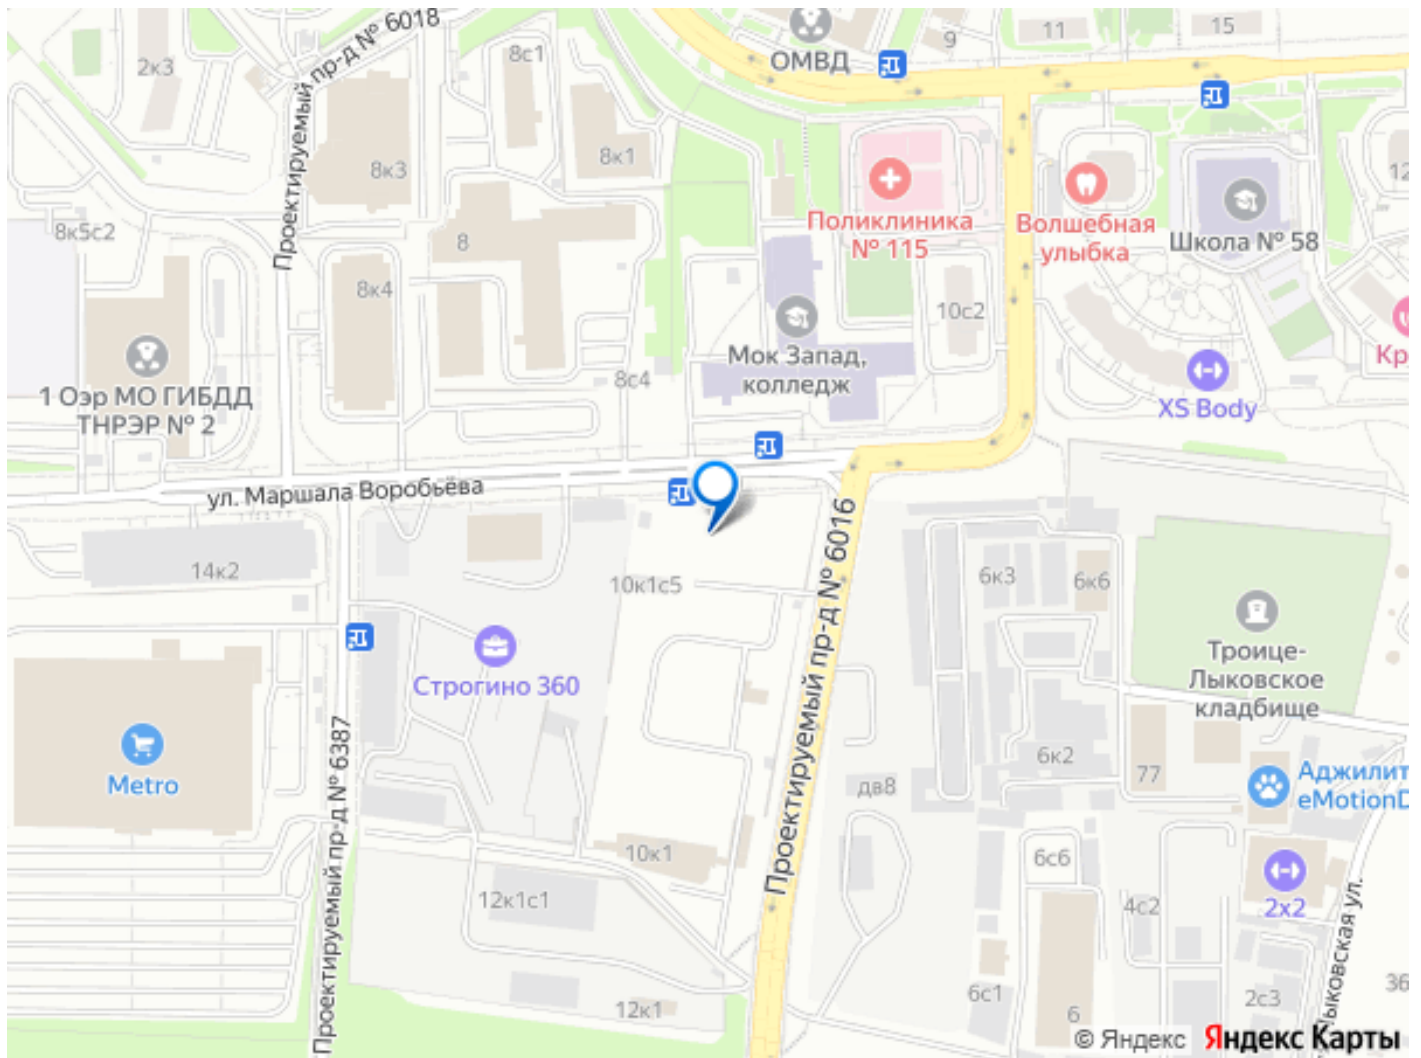 Проектируемый пр-д № 6018
2к3
8с1
ОМВД
9
11
15
8к3
8к1
8к5с2
8
8к4
Поликлиника
№ 115
Волшебная
улыбка
Школа № 58
12
10с2
1 Оэр МО ГИБДД
ТНРЭР № 2
8с4
Мок Запад,
колледж
XS Body
Кр
ул. Маршала Воробьёва
14к2
10к1с5
Проектируемый пр-д № 6016
6к3
6к6
Троице-
Лыковское
кладбище
Строгино 360
Metro
Проектируемый пр-д № 6387
6к2
77
дв8
Аджилит
eMotionD
10к1
6с6
12к1с1
4с2
2x2
Лыковская ул.
12к1
6с1
6
2с3
36
© Яндекс Яндекс Карты